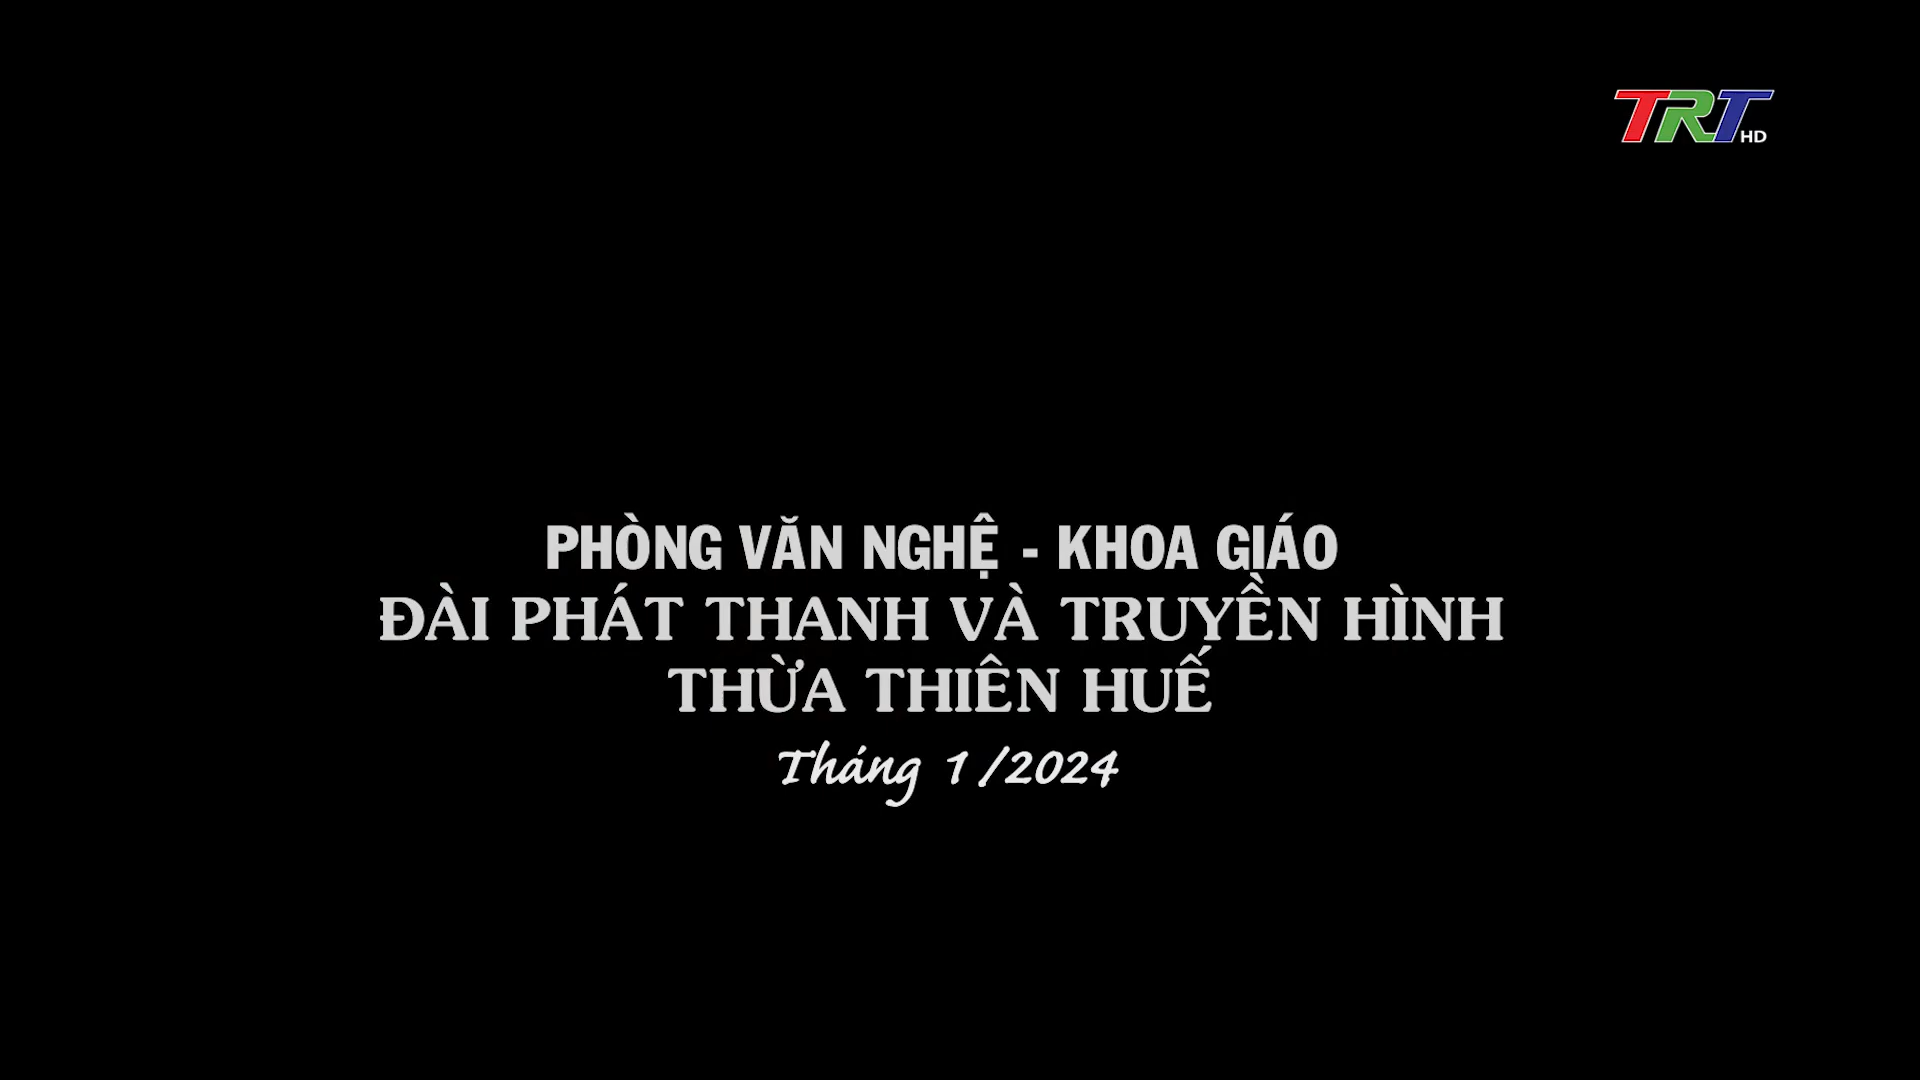 TRT HD
PHÒNG VĂN NGHỆ - KHOA GIÁO
ĐÀI PHÁT THANH VÀ TRUYỀN HÌNH
THỪA THIÊN HUẾ
Tháng 1/2024